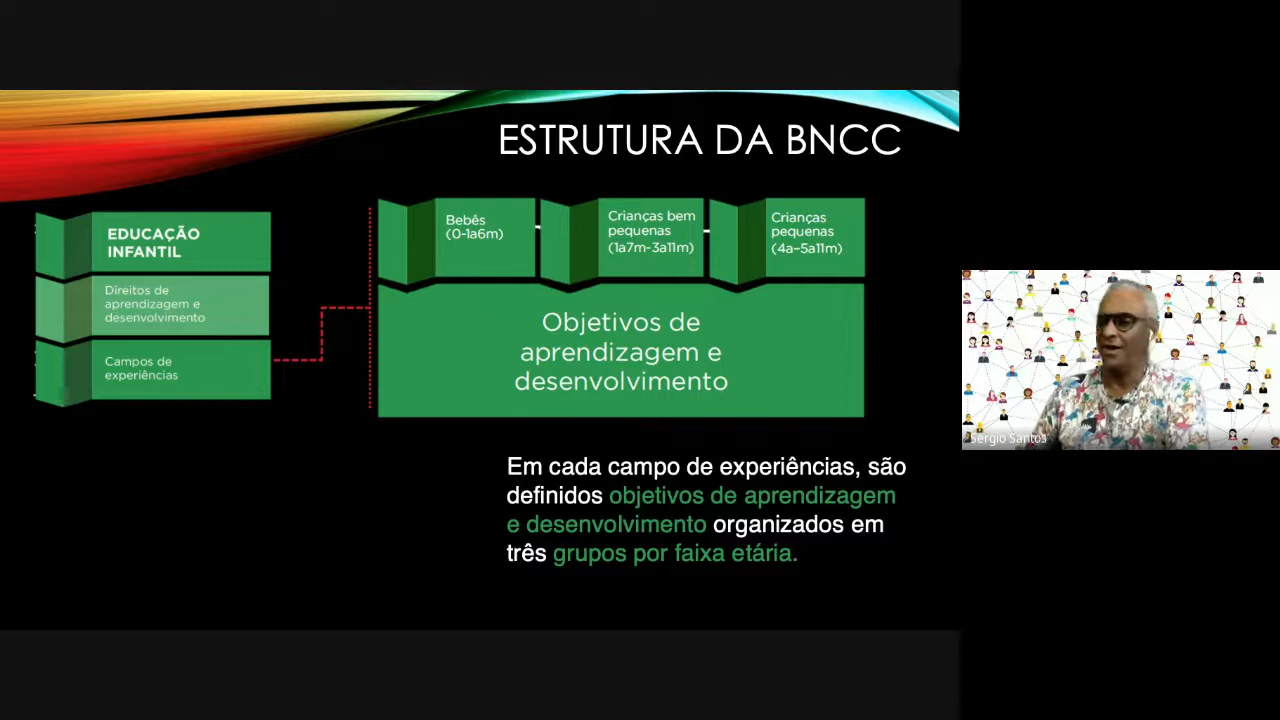 ESTRUTURA DA BNCC
EDUCAÇÃO
INFANTIL
Direitos de
aprendizagem e
desenvolvimento
Campos de
experiências
Bebês
(0-1a6m)
Crianças bem
pequenas
(1a7m-3a11m)
Crianças
pequenas
(4a–5a11m)
Objetivos de
aprendizagem e
desenvolvimento
Em cada campo de experiências, são
definidos objetivos de aprendizagem
e desenvolvimento organizados em
três grupos por faixa etária.
Sergio Santos